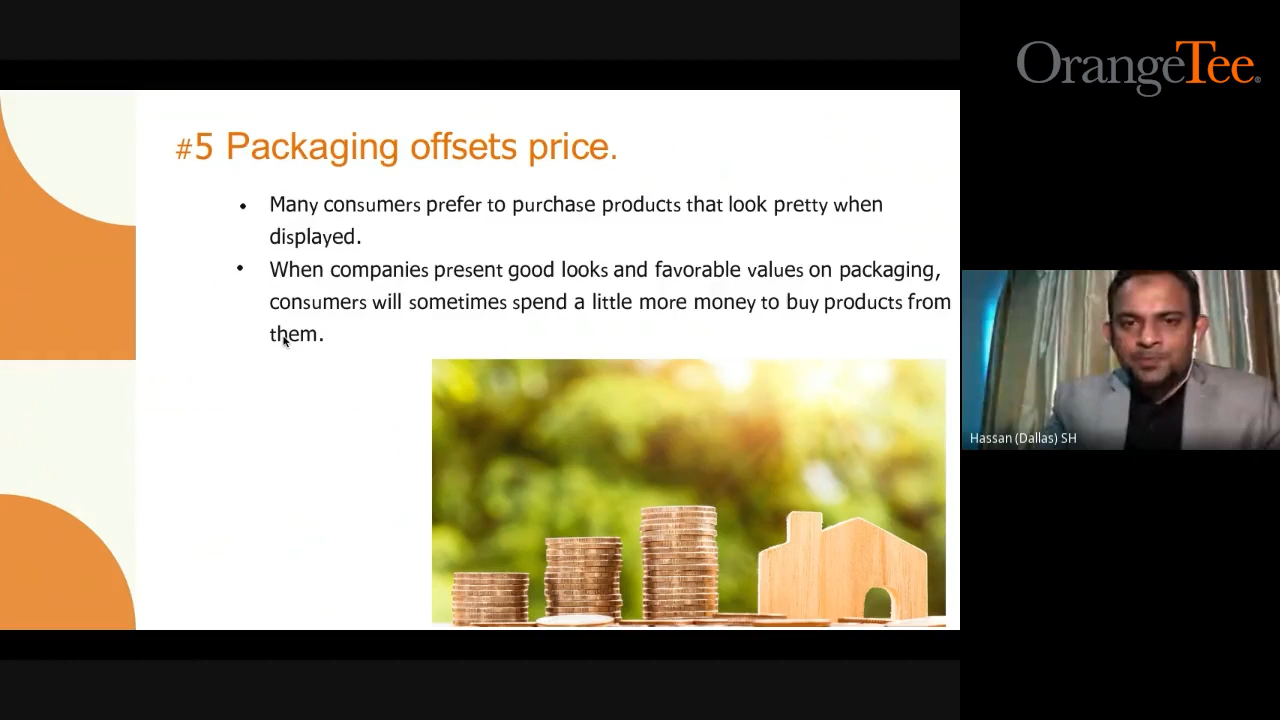 OrangeTee
#5 Packaging offsets price.
• Many consumers prefer to purchase products that look pretty when
displayed.
• When companies present good looks and favorable values on packaging,
consumers will sometimes spend a little more money to buy products from
them.
Hassan (Dallas) SH